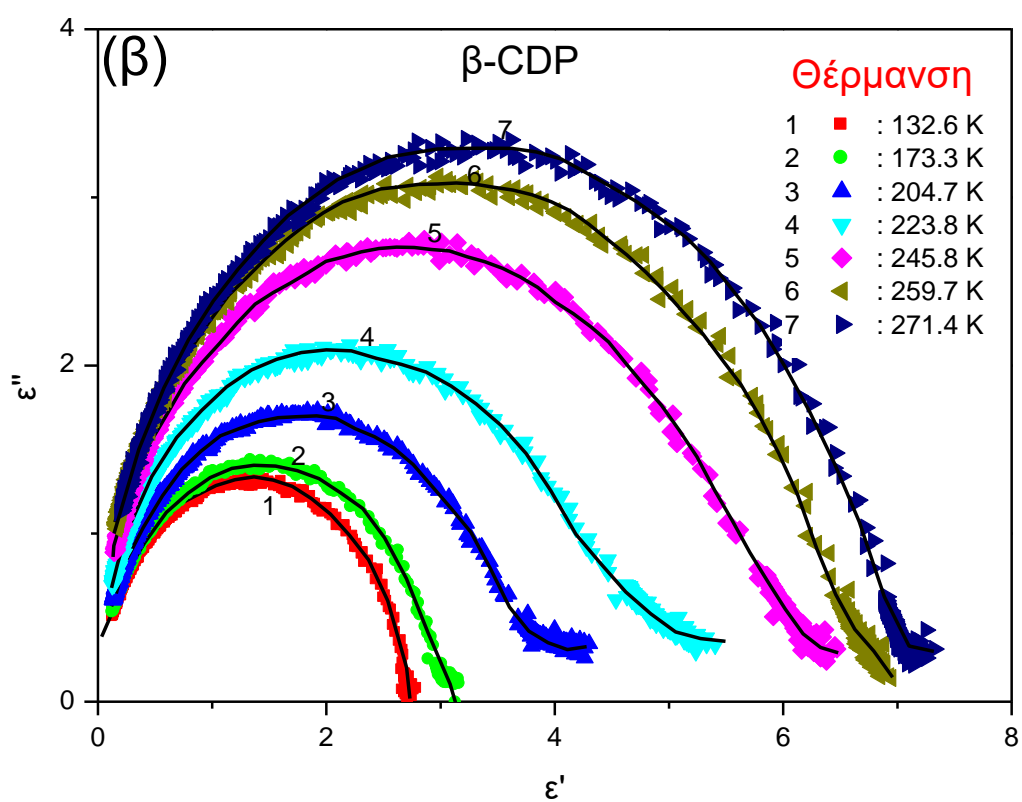 (β)
β-CDP
Θέρμανση
1 : 132.6 K
2 : 173.3 K
3 : 204.7 K
4 : 223.8 K
5 : 245.8 K
6 : 259.7 K
7 : 271.4 K
7
6
5
4
3
2
1
4
2
0
ε''
0 2 4 6 8
ε'